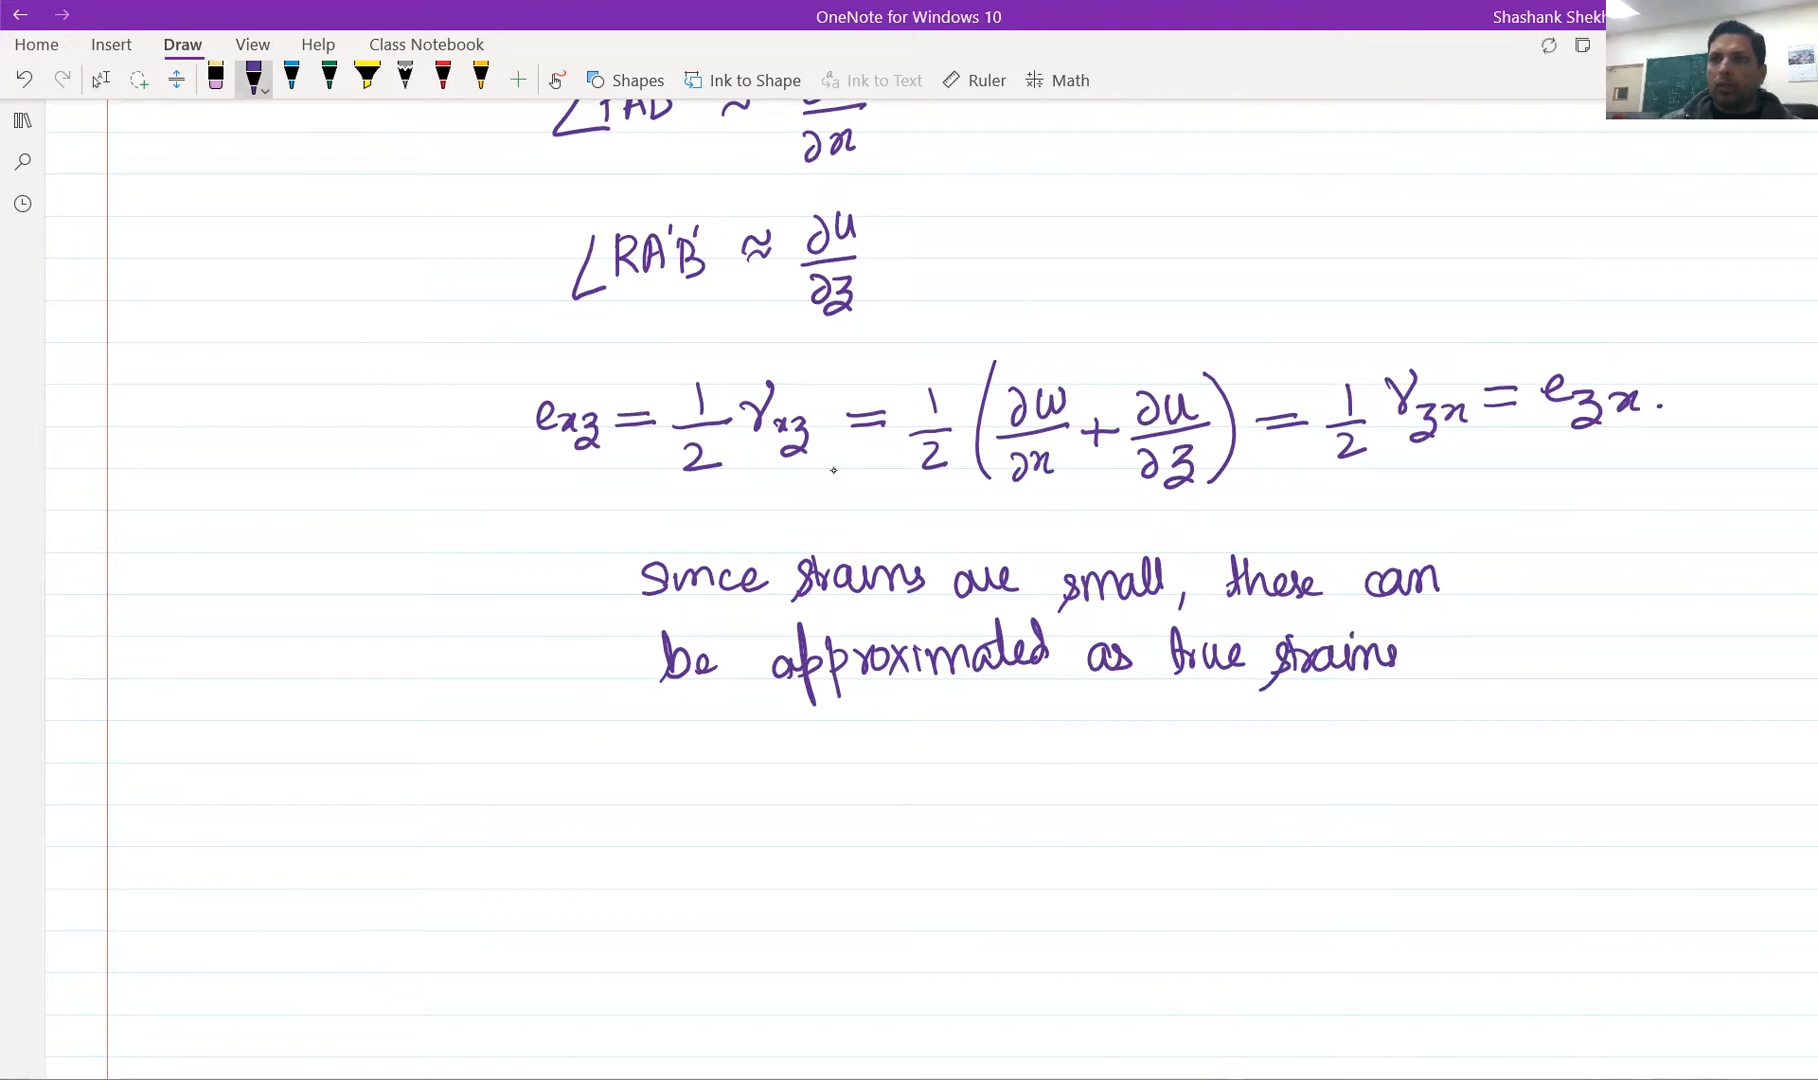 OneNote for Windows 10
Shashank Shekh
Home Insert Draw View Help Class Notebook
Shapes Ink to Shape Ink to Text Ruler Math
∂x
∠RA'B' ≈ ∂u/∂z
e_xz = 1/2 γ_xz = 1/2 (∂w/∂x + ∂u/∂z) = 1/2 γ_zx = e_zx.
since strains are small, these can
be approximated as true strains